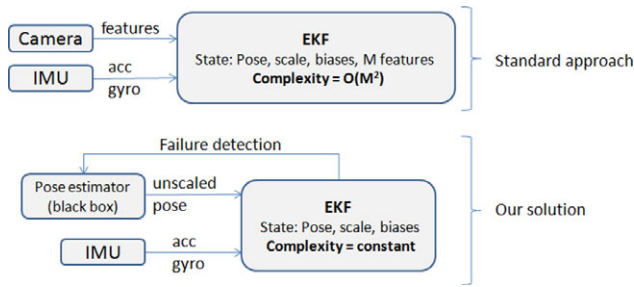 Camera
features
IMU
acc
gyro
EKF
State: Pose, scale, biases, M features
Complexity = O(M²)
Standard approach
Failure detection
Pose estimator
(black box)
unscaled
pose
IMU
acc
gyro
EKF
State: Pose, scale, biases
Complexity = constant
Our solution